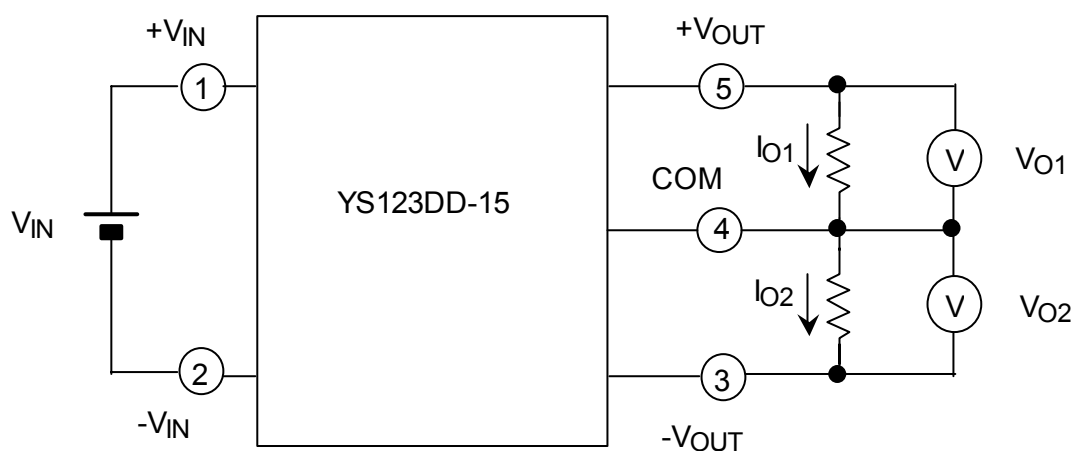 +VIN
+VOUT
1
5
IO1
V
VO1
YS123DD-15
COM
VIN
4
IO2
V
VO2
2
3
-VIN
-VOUT